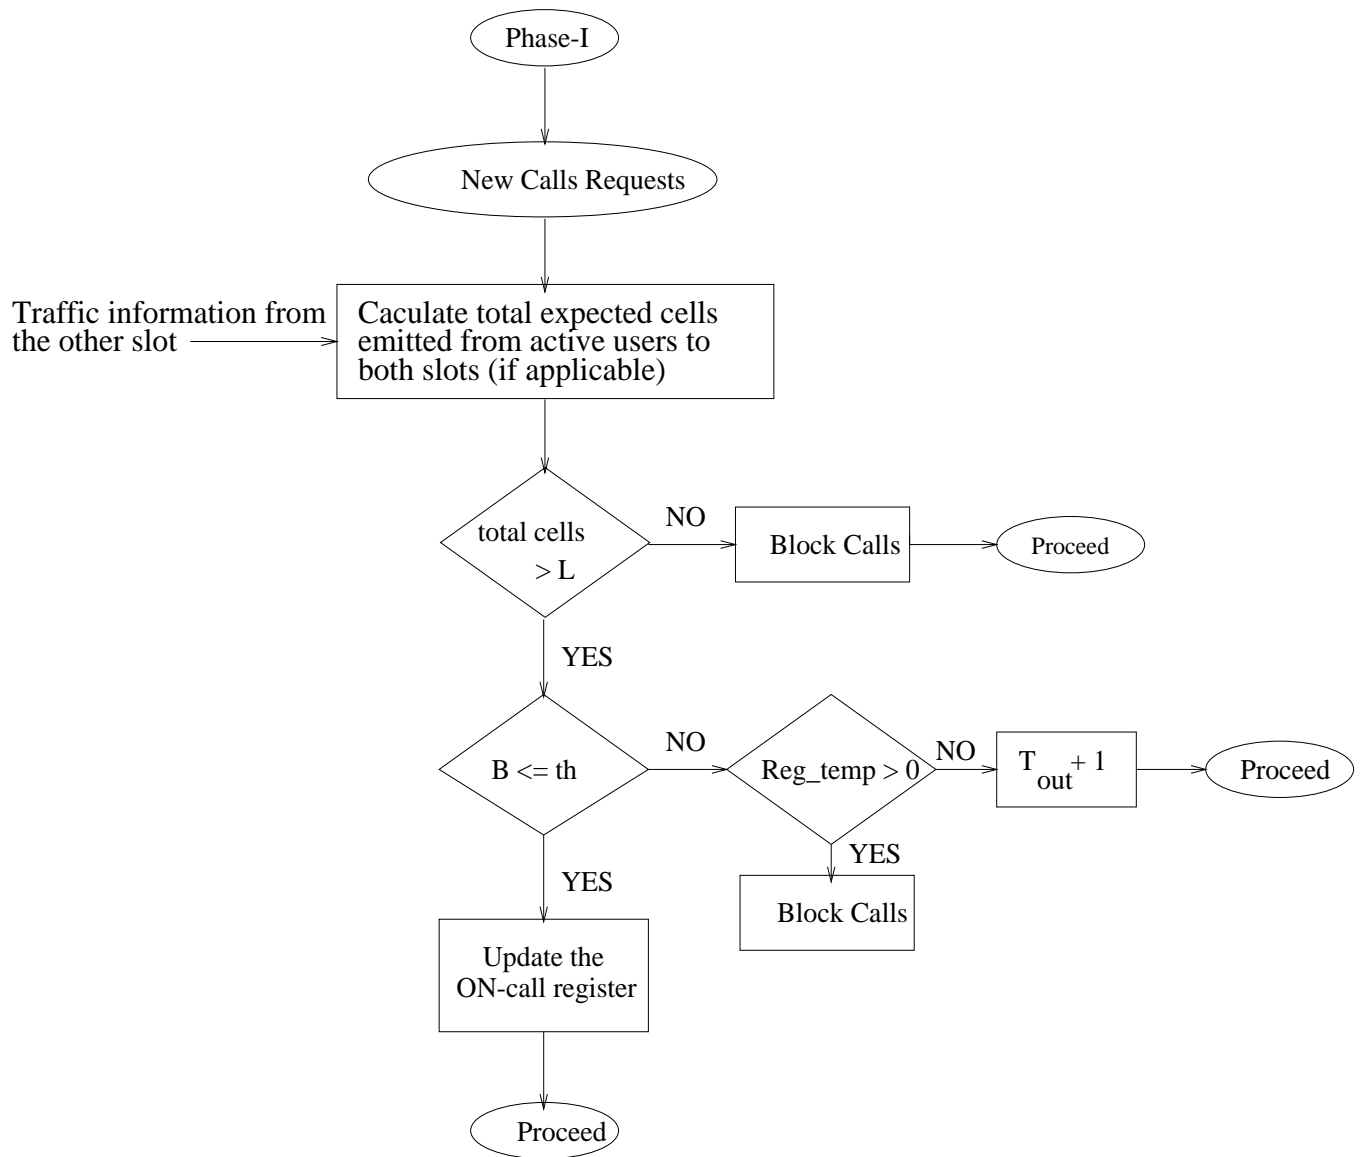 Phase-I
New Calls Requests
Traffic information from
the other slot
Caculate total expected cells
emitted from active users to
both slots (if applicable)
total cells
> L
NO
Block Calls
Proceed
YES
B <= th
NO
Reg_temp > 0
NO
T_out + 1
Proceed
YES
Block Calls
YES
Update the
ON-call register
Proceed